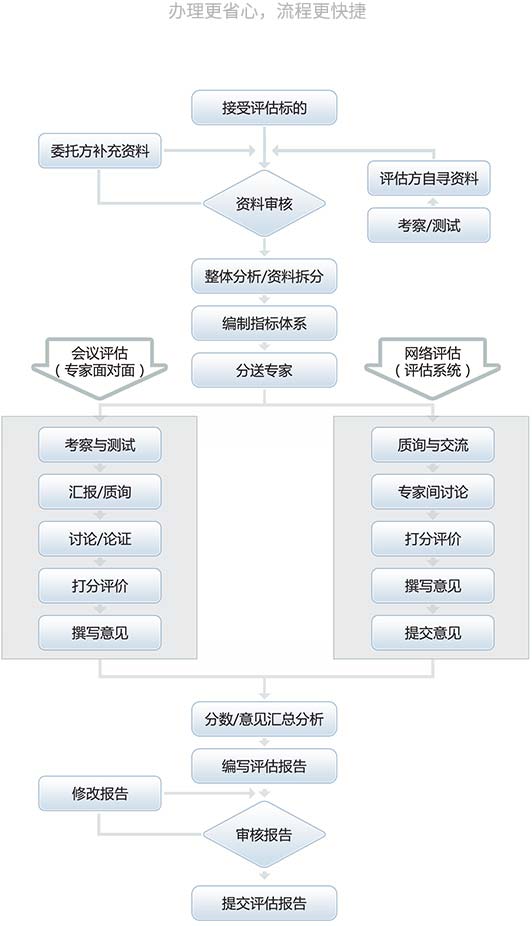 办理更省心，流程更快捷
接受评估标的
委托方补充资料
评估方自寻资料
资料审核
考察/测试
整体分析/资料拆分
编制指标体系
会议评估
（专家面对面）
分送专家
网络评估
（评估系统）
考察与测试
汇报/质询
讨论/论证
打分评价
撰写意见
质询与交流
专家间讨论
打分评价
撰写意见
提交意见
分数/意见汇总分析
编写评估报告
修改报告
审核报告
提交评估报告